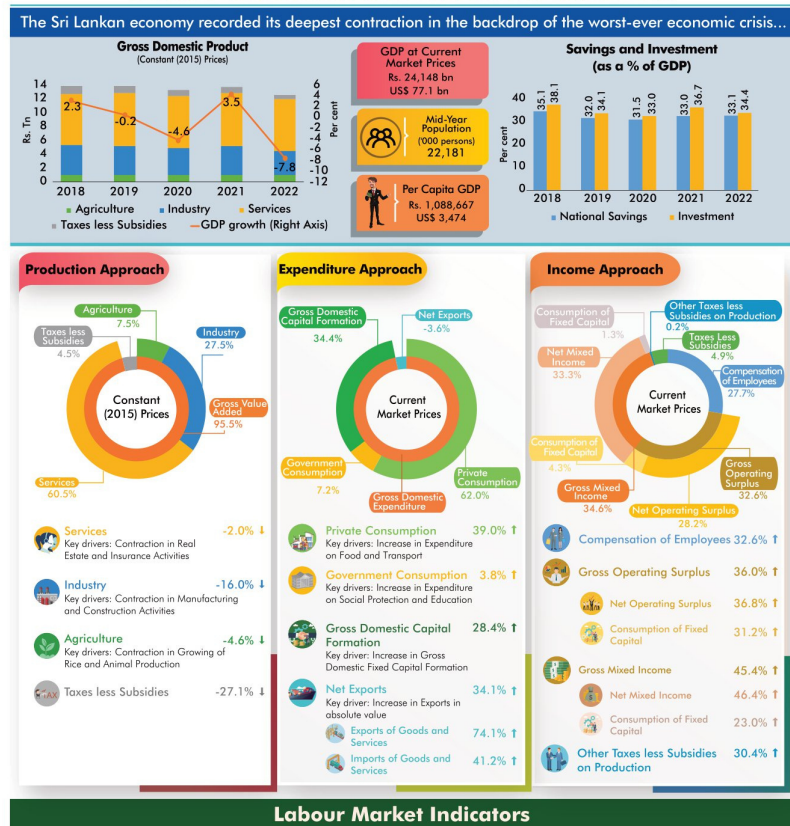 The Sri Lankan economy recorded its deepest contraction in the backdrop of the worst-ever economic crisis...
Gross Domestic Product
(Constant (2015) Prices)
Rs. Tn
14
12
10
8
6
4
2
0
2.3
-0.2
-4.6
3.5
-7.8
6
4
2
0
-2
-4
-6
-8
-10
-12
Per cent
2018 2019 2020 2021 2022
Agriculture Industry Services
Taxes less Subsidies GDP growth (Right Axis)
GDP at Current
Market Prices
Rs. 24,148 bn
US$ 77.1 bn
Mid-Year
Population
('000 persons)
22,181
Per Capita GDP
Rs. 1,088,667
US$ 3,474
Savings and Investment
(as a % of GDP)
Per cent
40
30
20
10
0
35.1 38.1 32.0 34.1 31.5 33.0 33.0 36.7 33.1 34.4
2018 2019 2020 2021 2022
National Savings Investment
Production Approach
Agriculture
7.5%
Taxes less
Subsidies
4.5%
Industry
27.5%
Constant
(2015) Prices
Gross Value
Added
95.5%
Services
60.5%
Services -2.0% ↓
Key drivers: Contraction in Real
Estate and Insurance Activities
Industry -16.0% ↓
Key drivers: Contraction in Manufacturing
and Construction Activities
Agriculture -4.6% ↓
Key drivers: Contraction in Growing of
Rice and Animal Production
TAX
Taxes less Subsidies -27.1% ↓
Expenditure Approach
Gross Domestic
Capital Formation
34.4%
Net Exports
-3.6%
Current
Market Prices
Government
Consumption
7.2%
Gross Domestic
Expenditure
Private
Consumption
62.0%
Private Consumption 39.0% ↑
Key drivers: Increase in Expenditure
on Food and Transport
Government Consumption 3.8% ↑
Key drivers: Increase in Expenditure
on Social Protection and Education
Gross Domestic Capital 28.4% ↑
Formation
Key driver: Increase in Gross
Domestic Fixed Capital Formation
Net Exports 34.1% ↑
Key driver: Increase in Exports in
absolute value
Exports of Goods and 74.1% ↑
Services
Imports of Goods and 41.2% ↑
Services
Income Approach
Consumption of
Fixed Capital
1.3%
Other Taxes less
Subsidies on Production
0.2%
Taxes Less
Subsidies
4.9%
Net Mixed
Income
33.3%
Compensation
of Employees
27.7%
Current
Market Prices
Consumption of
Fixed Capital
4.3%
Gross
Operating
Surplus
32.6%
Gross Mixed
Income
34.6%
Net Operating Surplus
28.2%
Compensation of Employees 32.6% ↑
Gross Operating Surplus 36.0% ↑
Net Operating Surplus 36.8% ↑
Consumption of Fixed 31.2% ↑
Capital
Gross Mixed Income 45.4% ↑
Net Mixed Income 46.4% ↑
Consumption of Fixed 23.0% ↑
Capital
Other Taxes less Subsidies 30.4% ↑
on Production
Labour Market Indicators